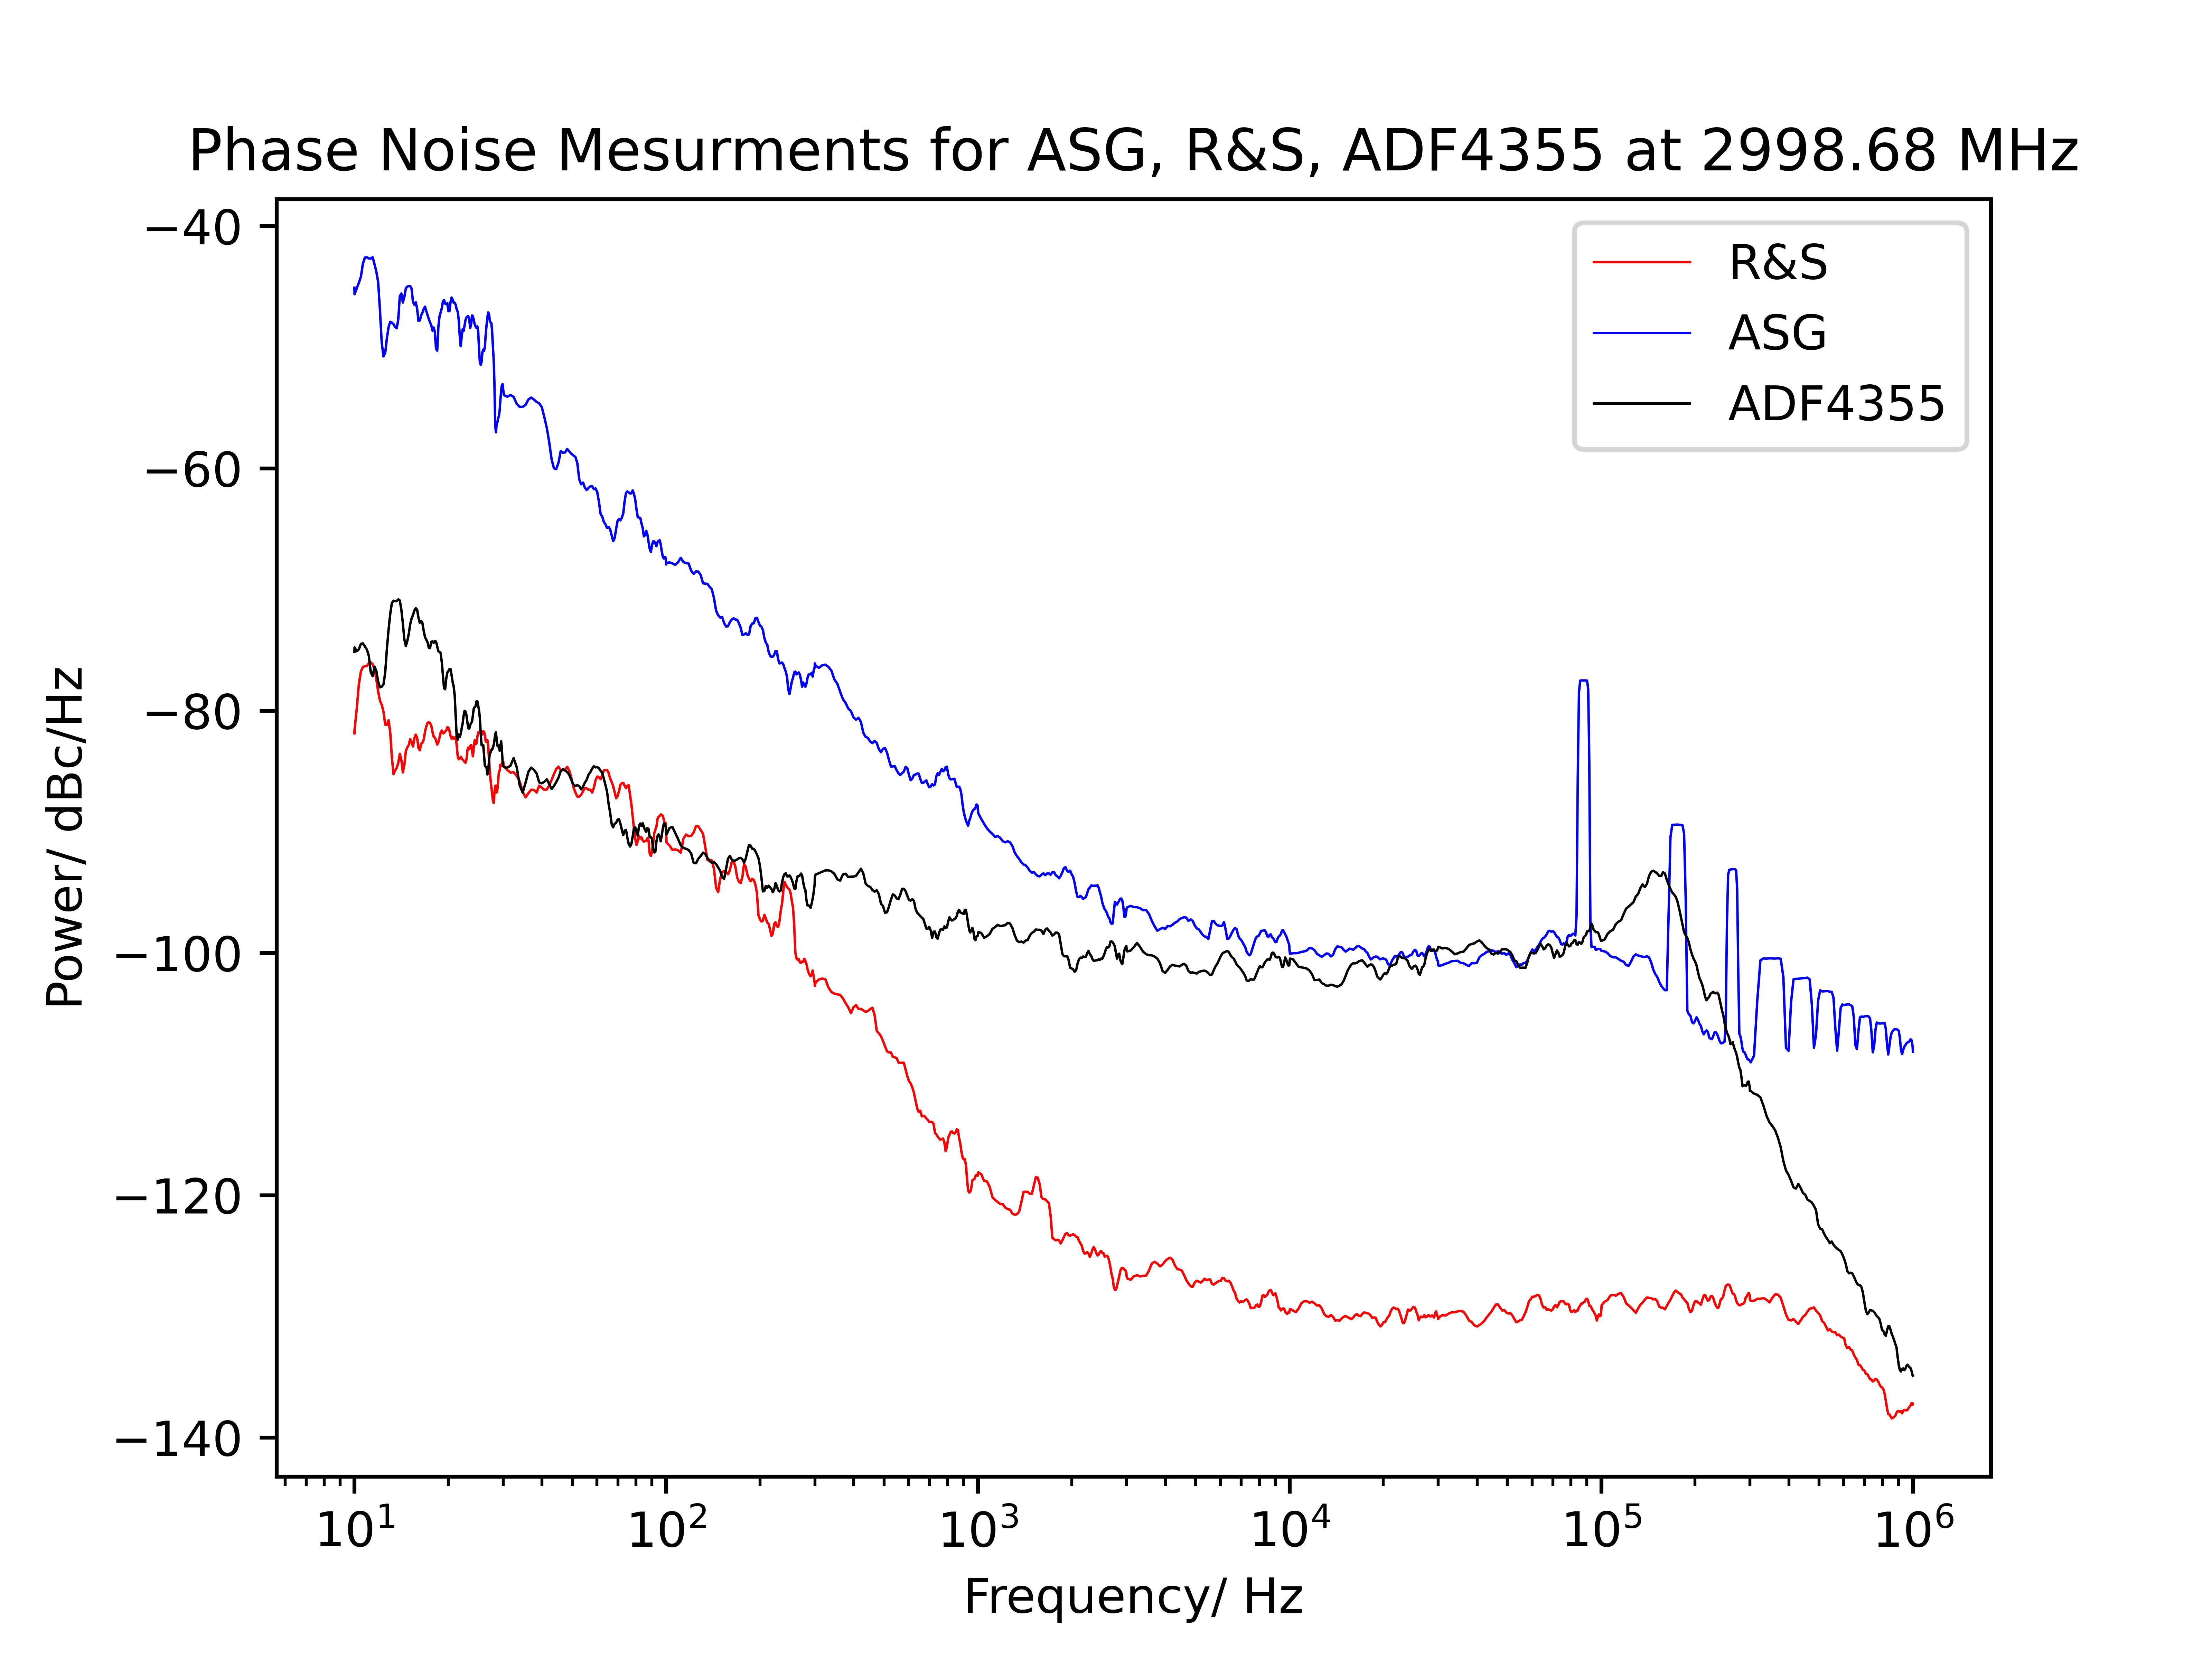 Phase Noise Mesurments for ASG, R&S, ADF4355 at 2998.68 MHz
R&S
ASG
ADF4355
Power/ dBc/Hz
−40
−60
−80
−100
−120
−140
10¹ 10² 10³ 10⁴ 10⁵ 10⁶
Frequency/ Hz